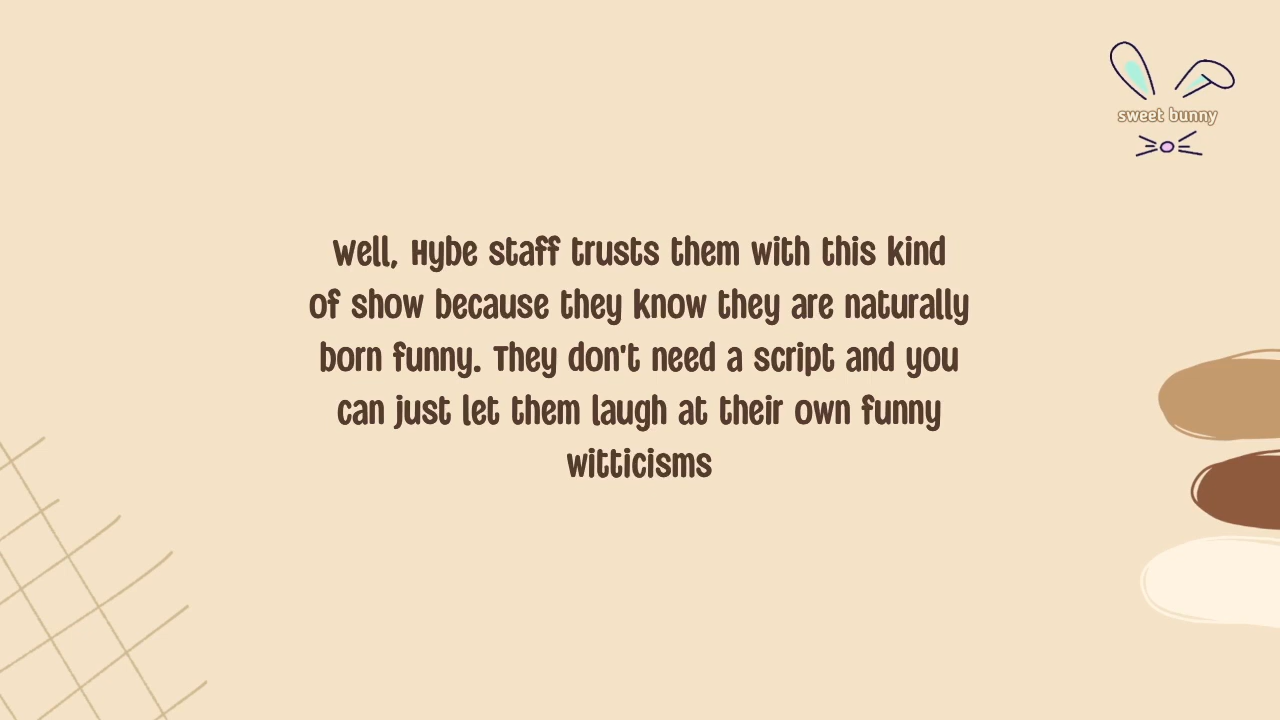 sweet bunny
Well, Hybe staff trusts them with this kind
of show because they know they are naturally
born funny. They don't need a script and you
can just let them laugh at their own funny
witticisms